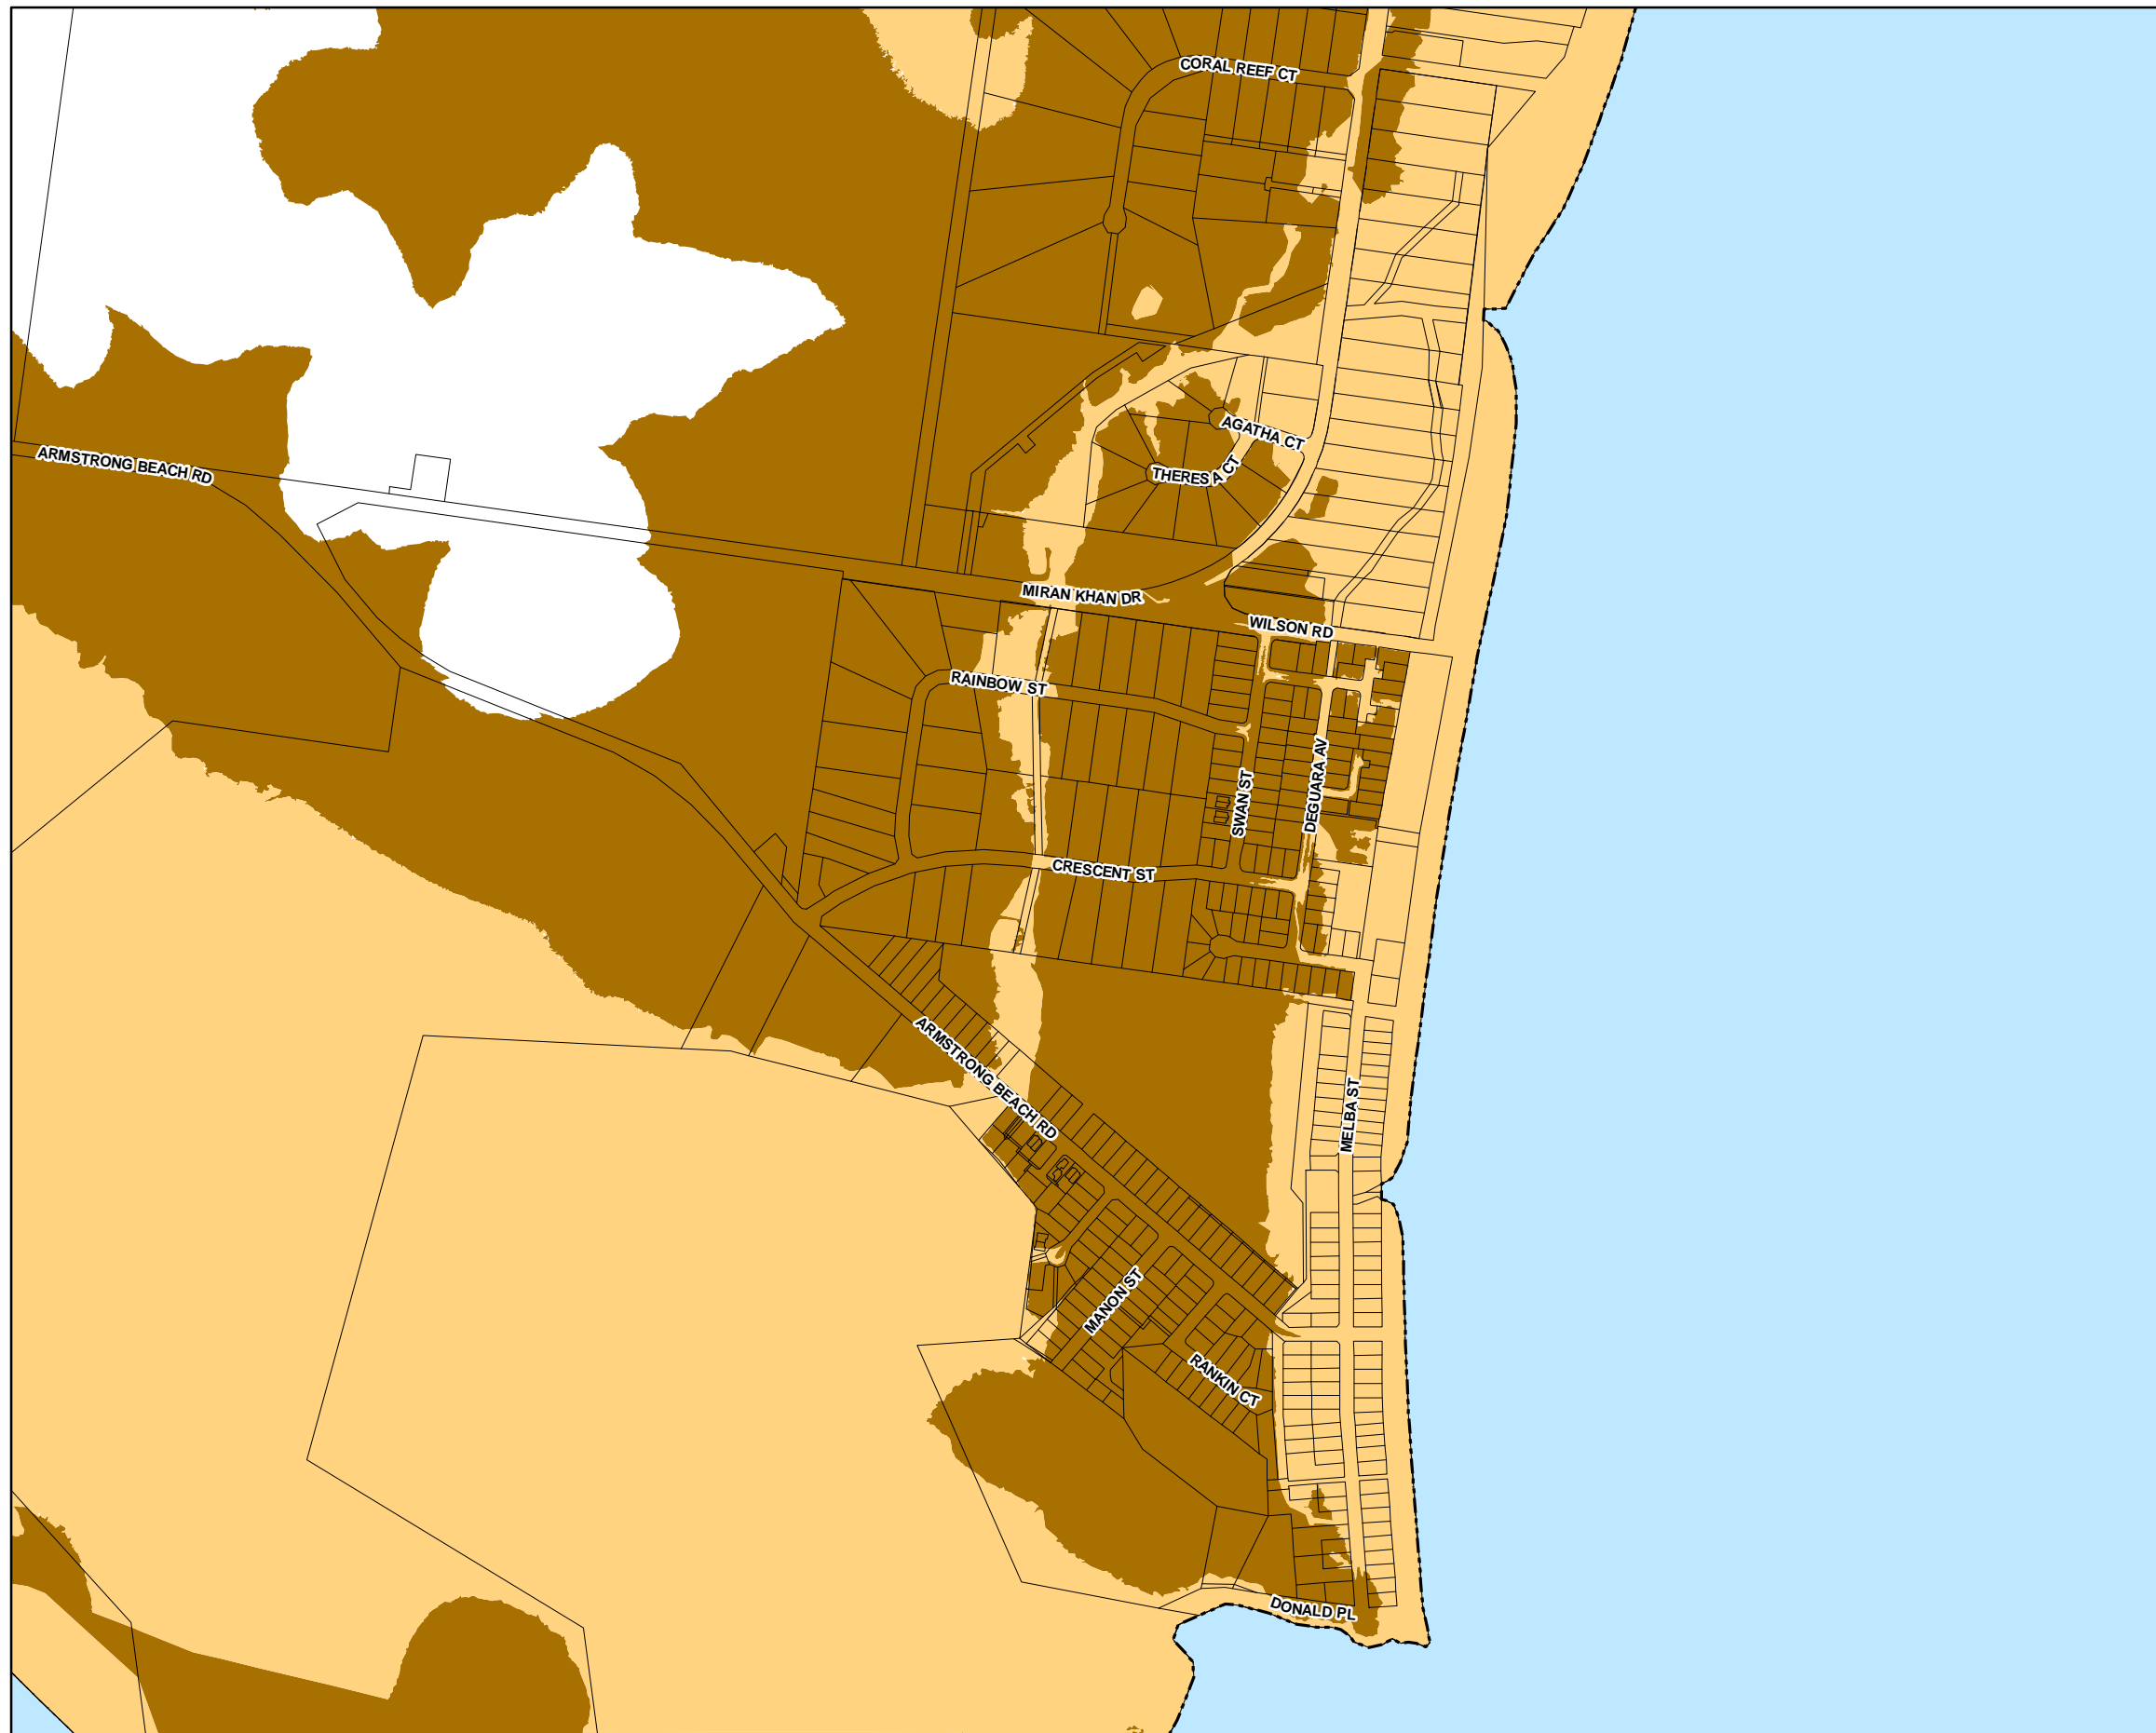 CORAL REEF CT
AGATHA CT
ARMSTRONG BEACH RD
THERESA CT
MIRAN KHAN DR
WILSON RD
RAINBOW ST
SWAN ST
DEGUARA AV
CRESCENT ST
ARMSTRONG BEACH RD
MELBA ST
MANON ST
RANKIN CT
DONALD PL